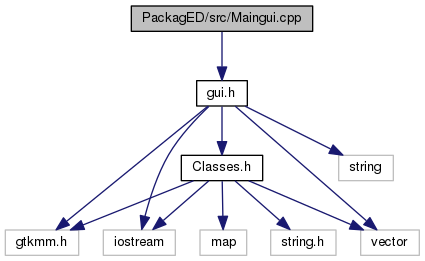 PackagED/src/Maingui.cpp
gui.h
Classes.h
string
gtkmm.h
iostream
map
string.h
vector